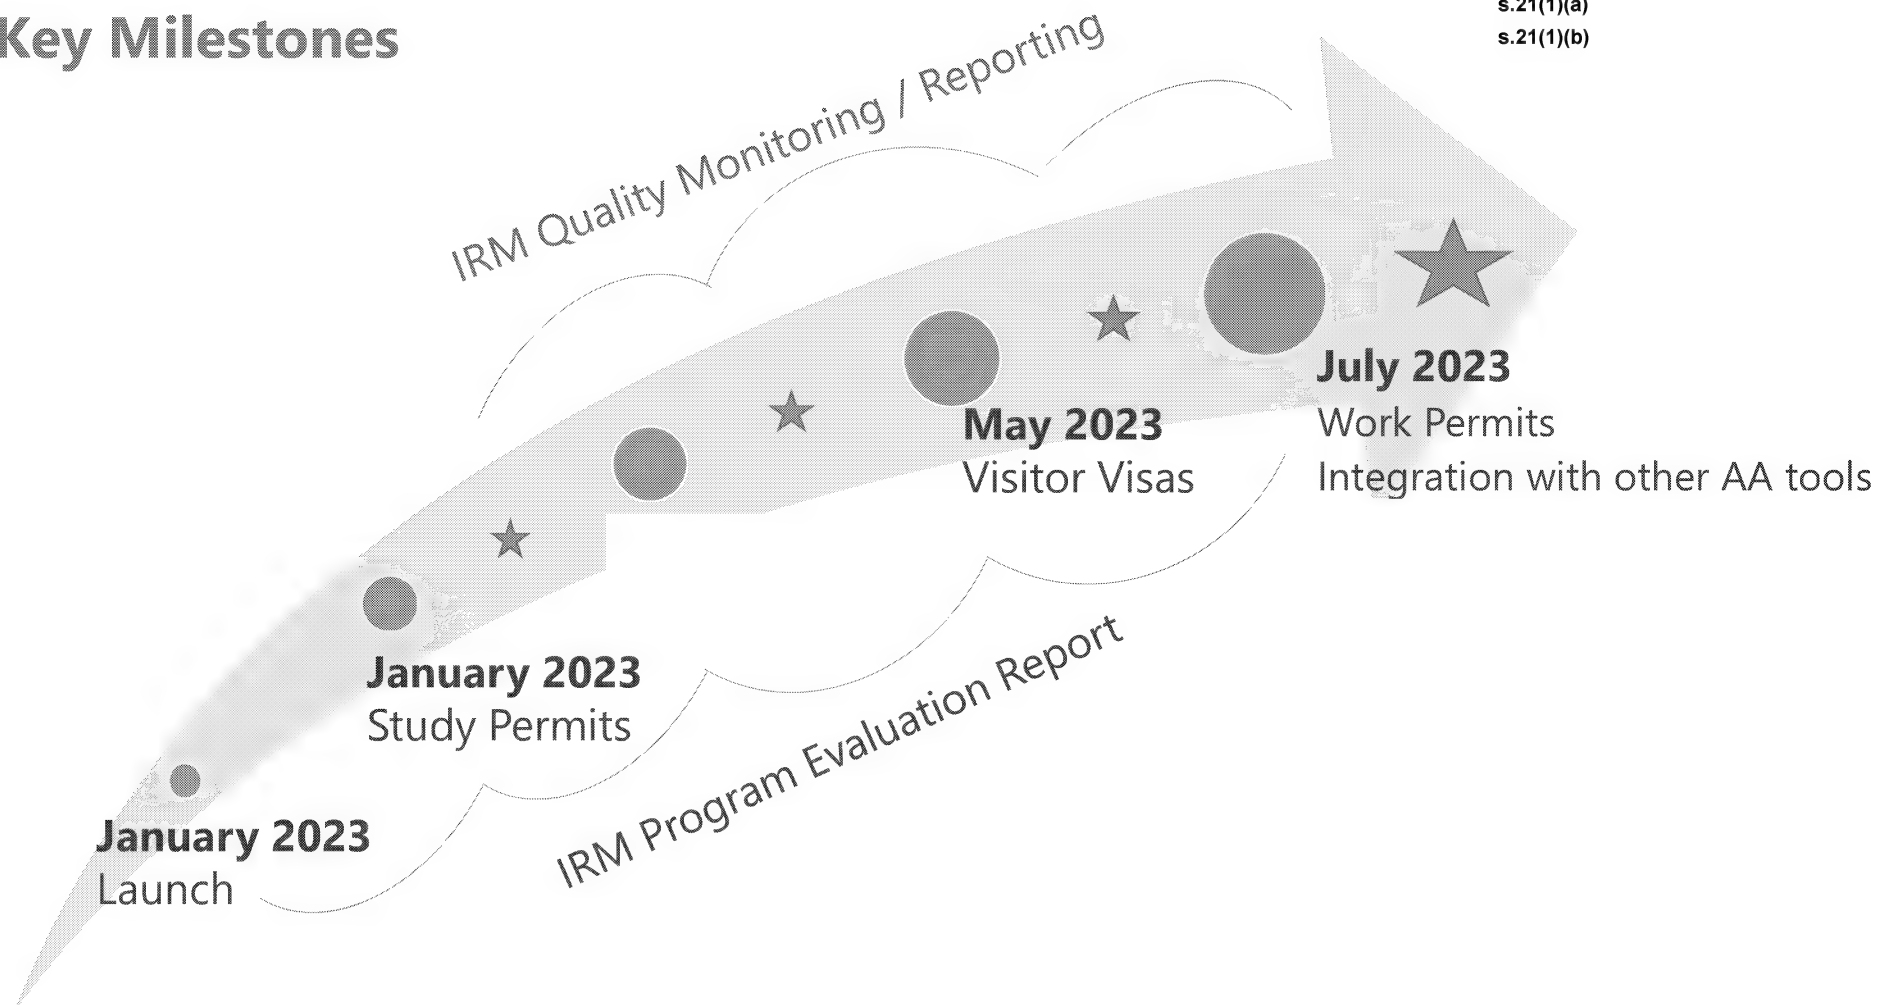 Key Milestones
s.21(1)(a)
s.21(1)(b)
IRM Quality Monitoring / Reporting
July 2023
Work Permits
Integration with other AA tools
May 2023
Visitor Visas
January 2023
Study Permits
IRM Program Evaluation Report
January 2023
Launch